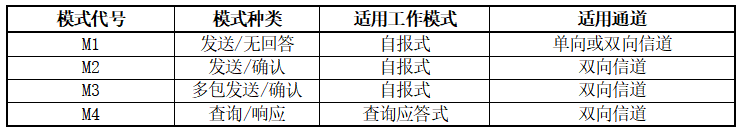 模式代号 模式种类 适用工作模式 适用通道
M1 发送/无回答 自报式 单向或双向信道
M2 发送/确认 自报式 双向信道
M3 多包发送/确认 自报式 双向信道
M4 查询/响应 查询应答式 双向信道